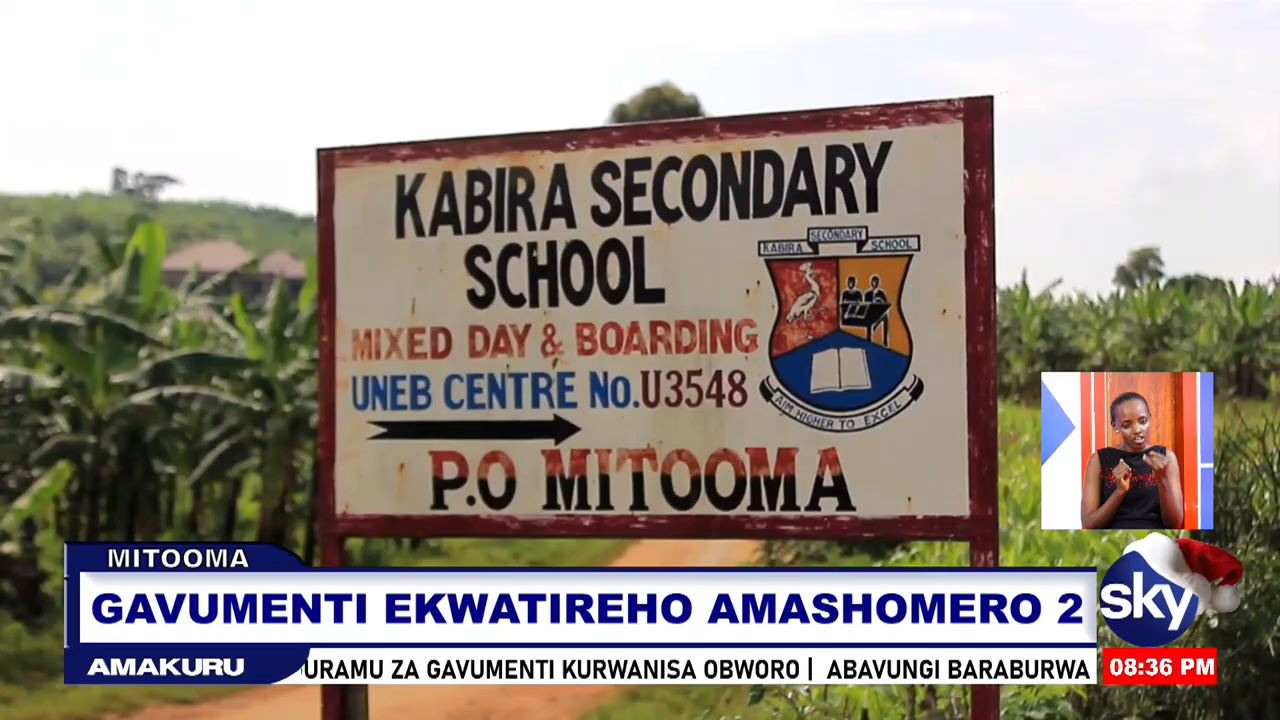 KABIRA SECONDARY
SCHOOL
KABIRA SECONDARY SCHOOL
MIXED DAY & BOARDING
UNEB CENTRE No.U3548
AIM HIGHER TO EXCEL
P.O MITOOMA
MITOOMA
GAVUMENTI EKWATIREHO AMASHOMERO 2
sky
AMAKURU
URAMU ZA GAVUMENTI KURWANISA OBWORO | ABAVUNGI BARABURWA
08:36 PM